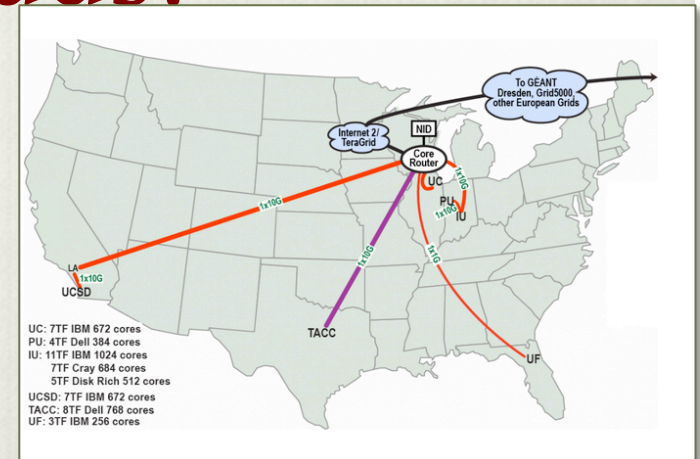 To GÉANT
Dresden, Grid5000,
other European Grids
Internet 2/
TeraGrid
NID
Core
Router
UC
1x10G
PU
1x10G
IU
1x10G
1x10G
1x1G
LA
1x10G
UCSD
TACC
UF
UC: 7TF IBM 672 cores
PU: 4TF Dell 384 cores
IU: 11TF IBM 1024 cores
7TF Cray 684 cores
5TF Disk Rich 512 cores
UCSD: 7TF IBM 672 cores
TACC: 8TF Dell 768 cores
UF: 3TF IBM 256 cores